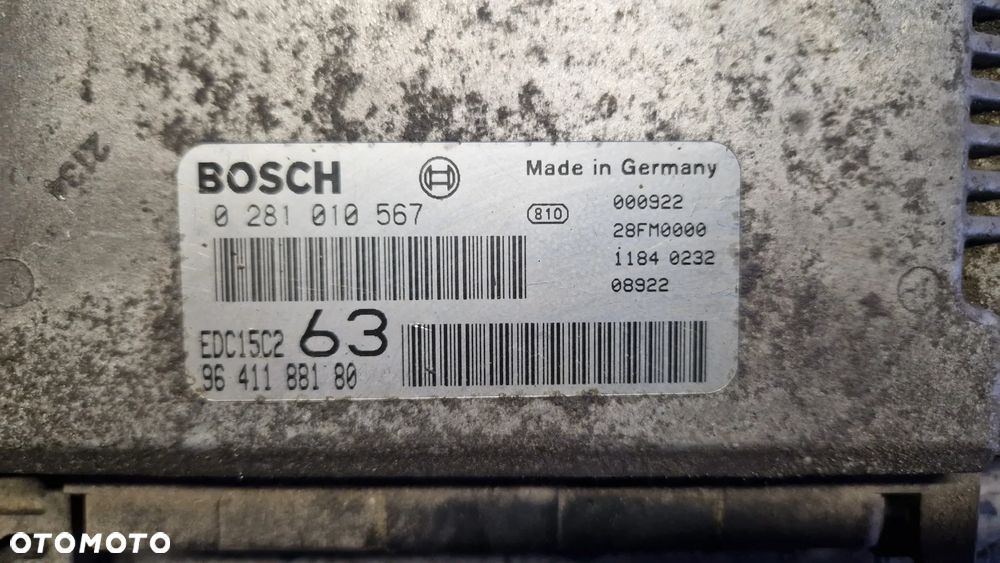 213
BOSCH
Made in Germany
0 281 010 567
810
000922
28FM0000
1184 0232
08922
EDC15C2
63
96 411 881 80
OTOMOTO